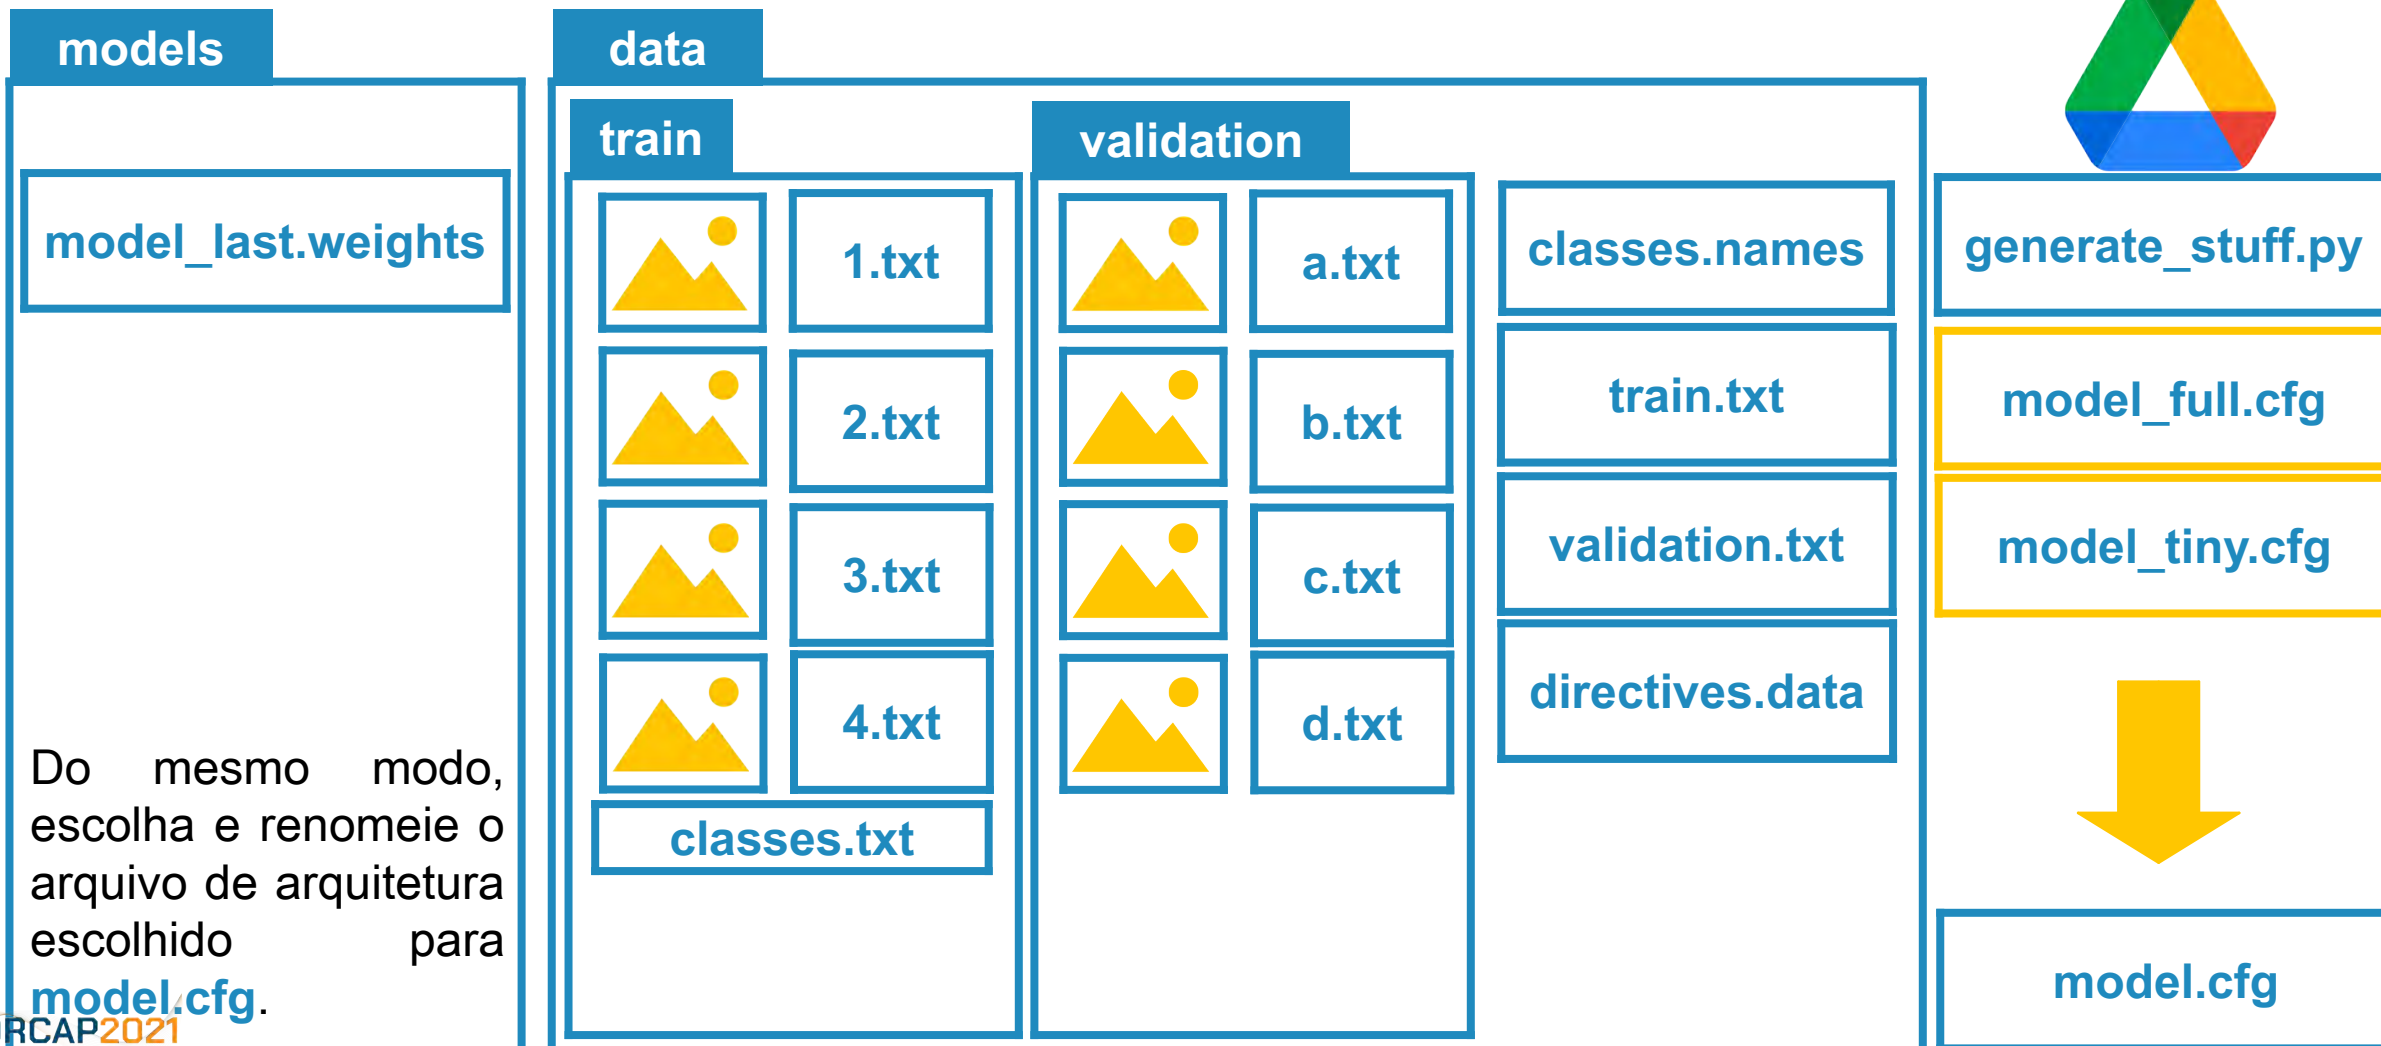 models
data
train
validation
model_last.weights
1.txt
a.txt
classes.names
generate_stuff.py
2.txt
b.txt
train.txt
model_full.cfg
3.txt
c.txt
validation.txt
model_tiny.cfg
4.txt
d.txt
directives.data
classes.txt
Do mesmo modo,
escolha e renomeie o
arquivo de arquitetura
escolhido para
model.cfg.
model.cfg
RCAP2021